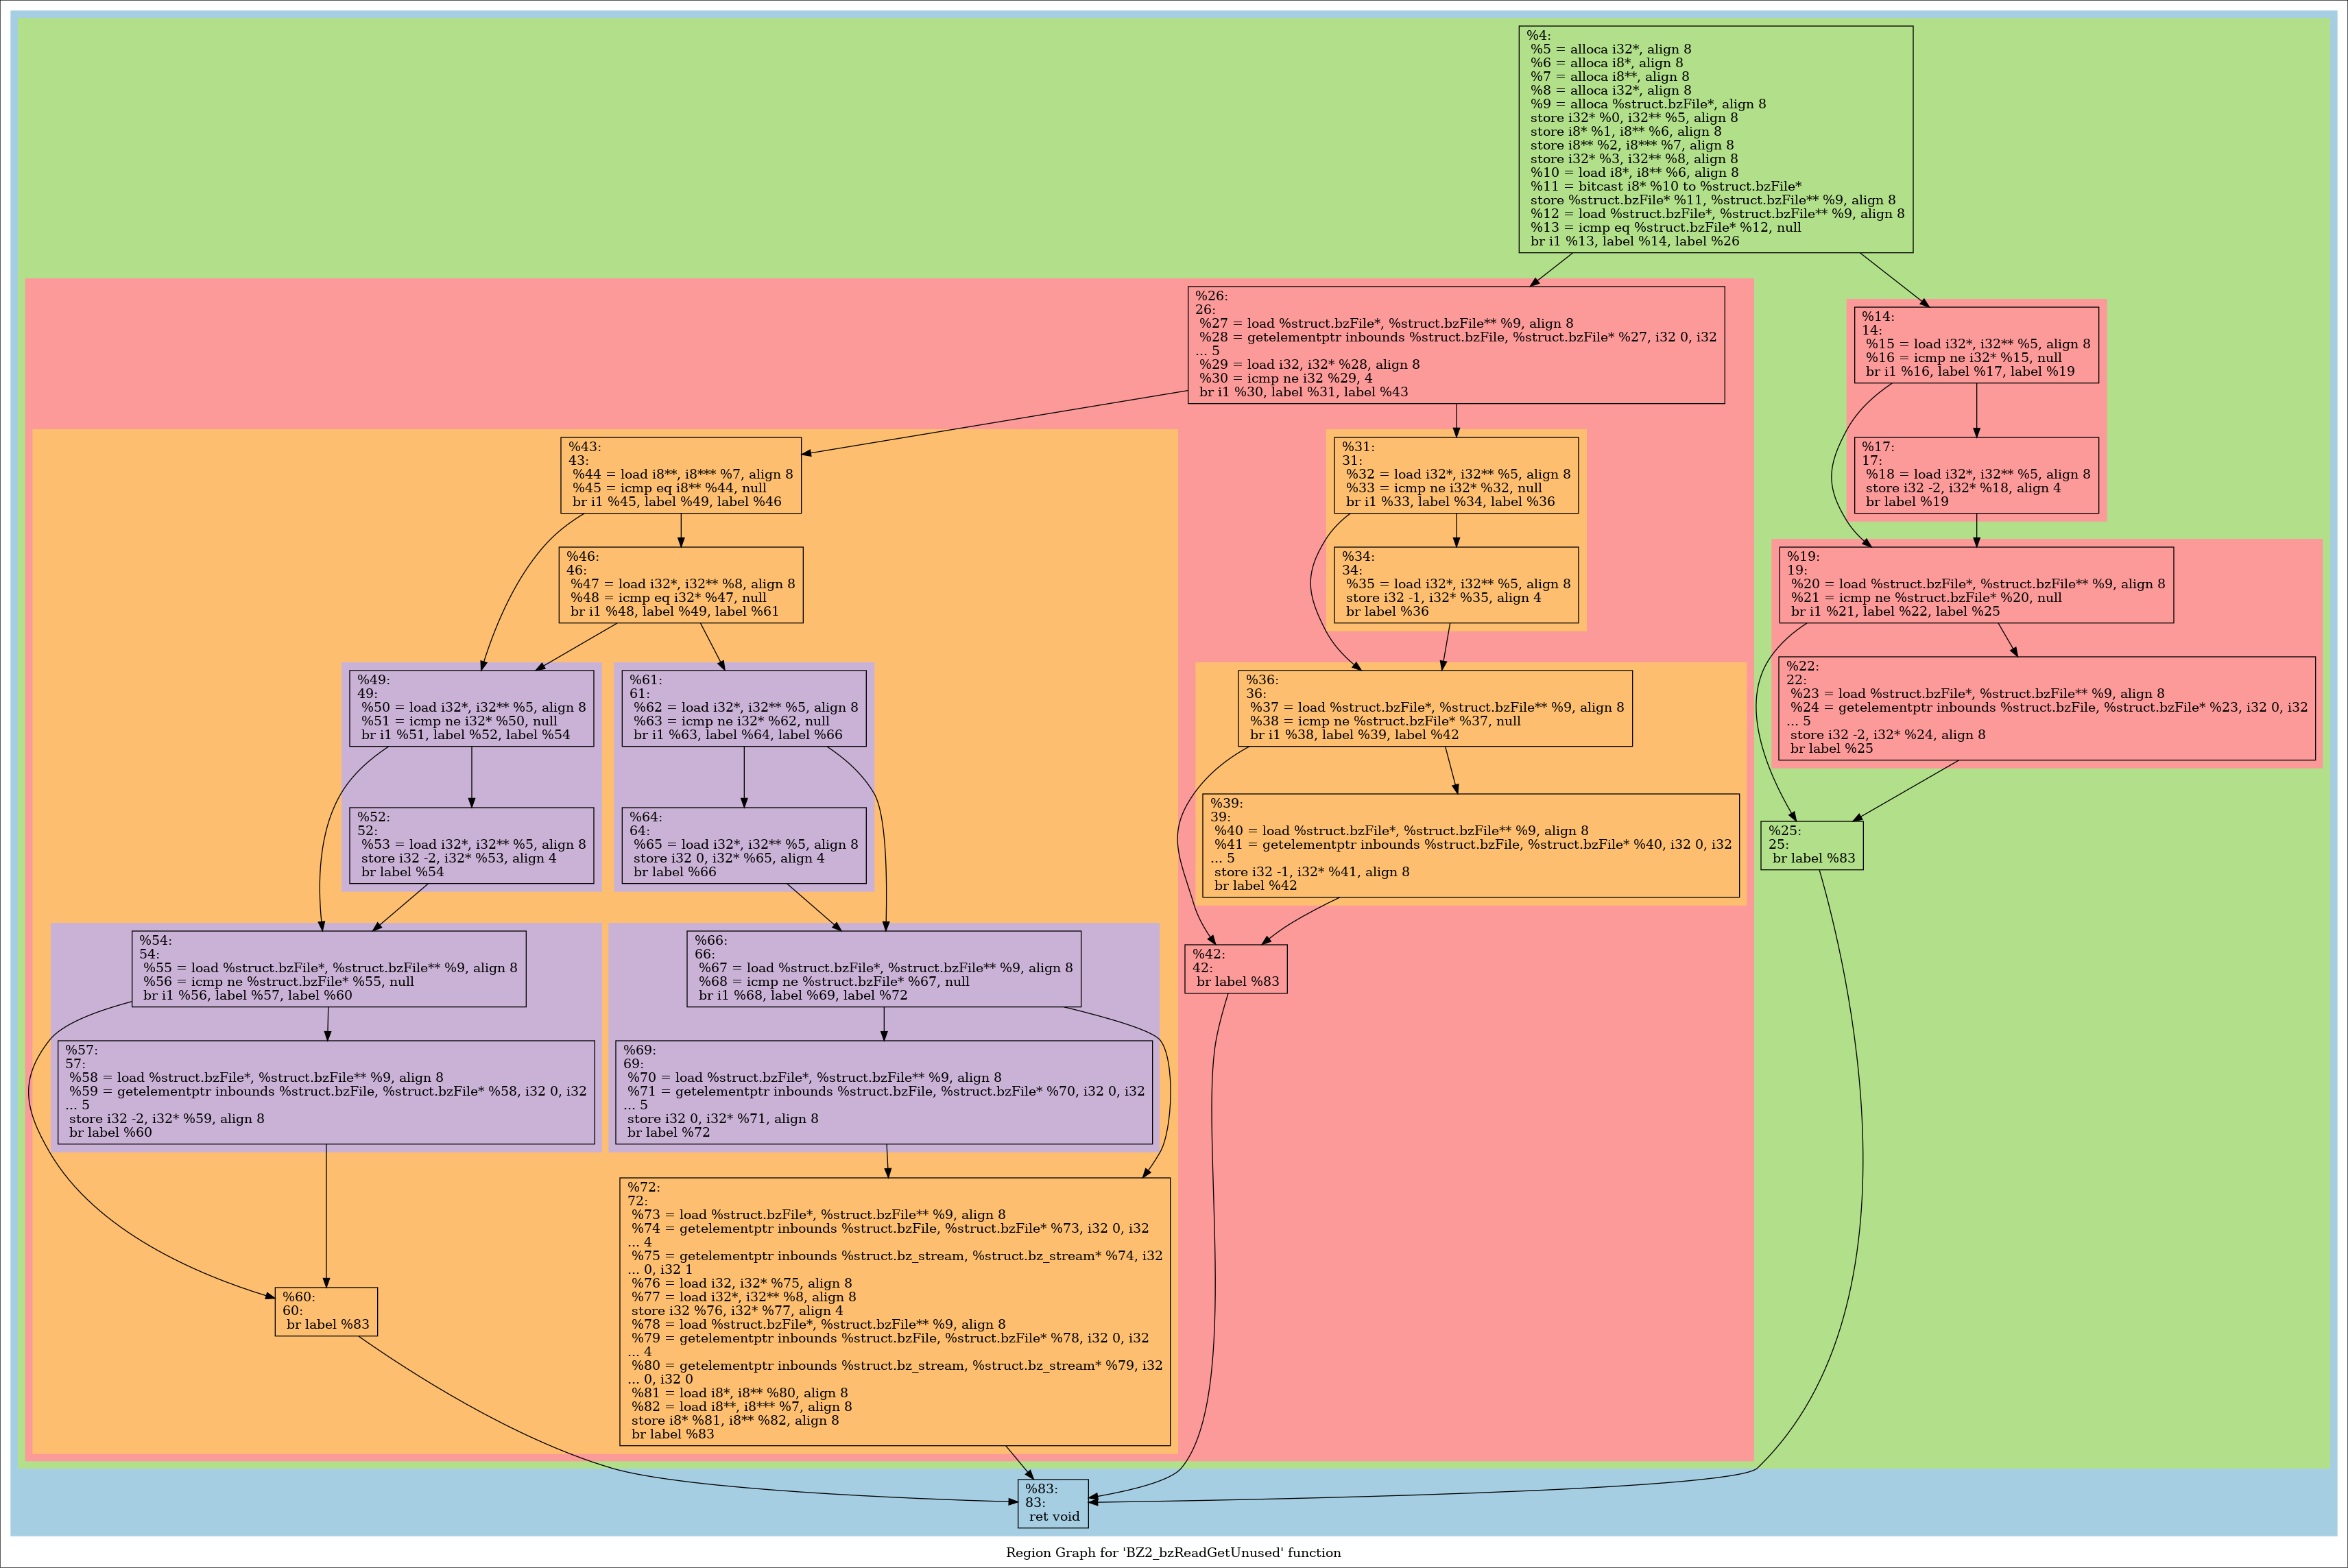 %4:
%5 = alloca i32*, align 8
%6 = alloca i8*, align 8
%7 = alloca i8**, align 8
%8 = alloca i32*, align 8
%9 = alloca %struct.bzFile*, align 8
store i32* %0, i32** %5, align 8
store i8* %1, i8** %6, align 8
store i8** %2, i8*** %7, align 8
store i32* %3, i32** %8, align 8
%10 = load i8*, i8** %6, align 8
%11 = bitcast i8* %10 to %struct.bzFile*
store %struct.bzFile* %11, %struct.bzFile** %9, align 8
%12 = load %struct.bzFile*, %struct.bzFile** %9, align 8
%13 = icmp eq %struct.bzFile* %12, null
br i1 %13, label %14, label %26
%26:
26:
%27 = load %struct.bzFile*, %struct.bzFile** %9, align 8
%28 = getelementptr inbounds %struct.bzFile, %struct.bzFile* %27, i32 0, i32
... 5
%29 = load i32, i32* %28, align 8
%30 = icmp ne i32 %29, 4
br i1 %30, label %31, label %43
%14:
14:
%15 = load i32*, i32** %5, align 8
%16 = icmp ne i32* %15, null
br i1 %16, label %17, label %19
%43:
43:
%44 = load i8**, i8*** %7, align 8
%45 = icmp eq i8** %44, null
br i1 %45, label %49, label %46
%31:
31:
%32 = load i32*, i32** %5, align 8
%33 = icmp ne i32* %32, null
br i1 %33, label %34, label %36
%17:
17:
%18 = load i32*, i32** %5, align 8
store i32 -2, i32* %18, align 4
br label %19
%46:
46:
%47 = load i32*, i32** %8, align 8
%48 = icmp eq i32* %47, null
br i1 %48, label %49, label %61
%34:
34:
%35 = load i32*, i32** %5, align 8
store i32 -1, i32* %35, align 4
br label %36
%19:
19:
%20 = load %struct.bzFile*, %struct.bzFile** %9, align 8
%21 = icmp ne %struct.bzFile* %20, null
br i1 %21, label %22, label %25
%49:
49:
%50 = load i32*, i32** %5, align 8
%51 = icmp ne i32* %50, null
br i1 %51, label %52, label %54
%61:
61:
%62 = load i32*, i32** %5, align 8
%63 = icmp ne i32* %62, null
br i1 %63, label %64, label %66
%36:
36:
%37 = load %struct.bzFile*, %struct.bzFile** %9, align 8
%38 = icmp ne %struct.bzFile* %37, null
br i1 %38, label %39, label %42
%22:
22:
%23 = load %struct.bzFile*, %struct.bzFile** %9, align 8
%24 = getelementptr inbounds %struct.bzFile, %struct.bzFile* %23, i32 0, i32
... 5
store i32 -2, i32* %24, align 8
br label %25
%52:
52:
%53 = load i32*, i32** %5, align 8
store i32 -2, i32* %53, align 4
br label %54
%64:
64:
%65 = load i32*, i32** %5, align 8
store i32 0, i32* %65, align 4
br label %66
%39:
39:
%40 = load %struct.bzFile*, %struct.bzFile** %9, align 8
%41 = getelementptr inbounds %struct.bzFile, %struct.bzFile* %40, i32 0, i32
... 5
store i32 -1, i32* %41, align 8
br label %42
%25:
25:
br label %83
%54:
54:
%55 = load %struct.bzFile*, %struct.bzFile** %9, align 8
%56 = icmp ne %struct.bzFile* %55, null
br i1 %56, label %57, label %60
%66:
66:
%67 = load %struct.bzFile*, %struct.bzFile** %9, align 8
%68 = icmp ne %struct.bzFile* %67, null
br i1 %68, label %69, label %72
%42:
42:
br label %83
%57:
57:
%58 = load %struct.bzFile*, %struct.bzFile** %9, align 8
%59 = getelementptr inbounds %struct.bzFile, %struct.bzFile* %58, i32 0, i32
... 5
store i32 -2, i32* %59, align 8
br label %60
%69:
69:
%70 = load %struct.bzFile*, %struct.bzFile** %9, align 8
%71 = getelementptr inbounds %struct.bzFile, %struct.bzFile* %70, i32 0, i32
... 5
store i32 0, i32* %71, align 8
br label %72
%60:
60:
br label %83
%72:
72:
%73 = load %struct.bzFile*, %struct.bzFile** %9, align 8
%74 = getelementptr inbounds %struct.bzFile, %struct.bzFile* %73, i32 0, i32
... 4
%75 = getelementptr inbounds %struct.bz_stream, %struct.bz_stream* %74, i32
... 0, i32 1
%76 = load i32, i32* %75, align 8
%77 = load i32*, i32** %8, align 8
store i32 %76, i32* %77, align 4
%78 = load %struct.bzFile*, %struct.bzFile** %9, align 8
%79 = getelementptr inbounds %struct.bzFile, %struct.bzFile* %78, i32 0, i32
... 4
%80 = getelementptr inbounds %struct.bz_stream, %struct.bz_stream* %79, i32
... 0, i32 0
%81 = load i8*, i8** %80, align 8
%82 = load i8**, i8*** %7, align 8
store i8* %81, i8** %82, align 8
br label %83
%83:
83:
ret void
Region Graph for 'BZ2_bzReadGetUnused' function